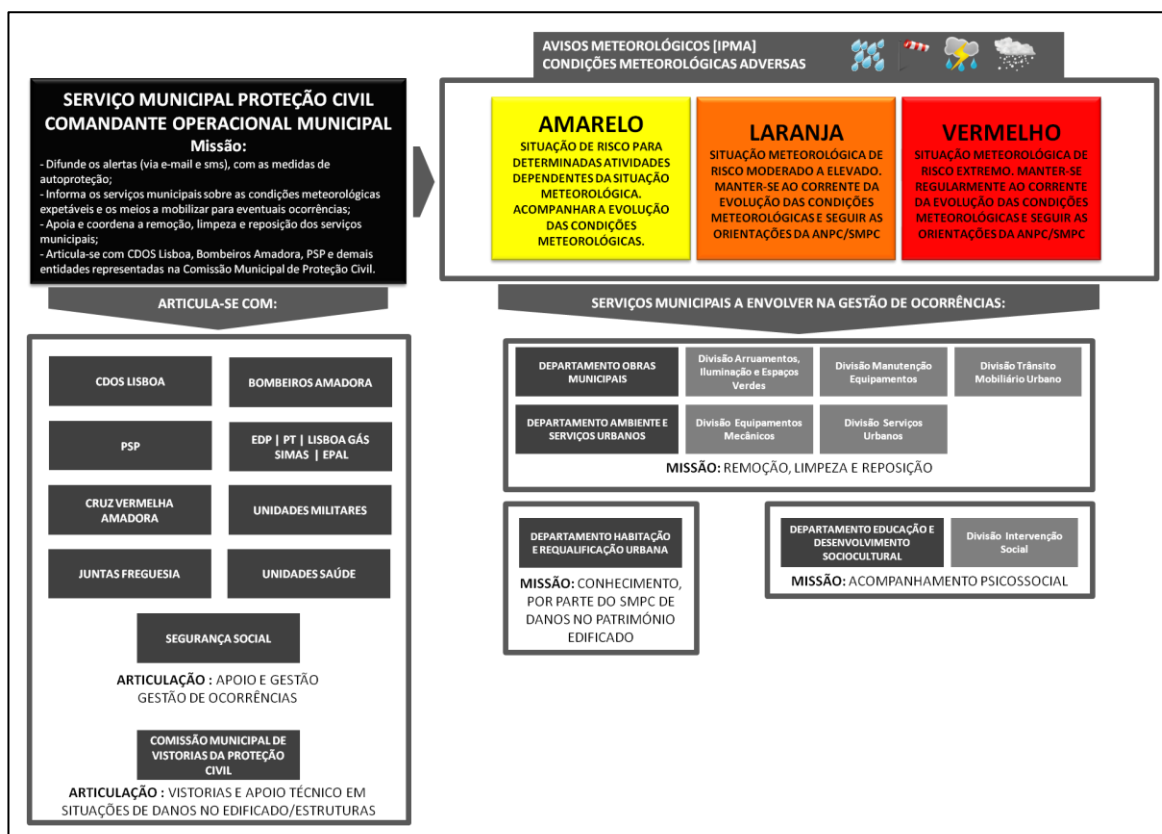 AVISOS METEOROLÓGICOS [IPMA]
CONDIÇÕES METEOROLÓGICAS ADVERSAS
SERVIÇO MUNICIPAL PROTEÇÃO CIVIL
COMANDANTE OPERACIONAL MUNICIPAL
Missão:
- Difunde os alertas (via e-mail e sms), com as medidas de
autoproteção;
- Informa os serviços municipais sobre as condições meteorológicas
expetáveis e os meios a mobilizar para eventuais ocorrências;
- Apoia e coordena a remoção, limpeza e reposição dos serviços
municipais;
- Articula-se com CDOS Lisboa, Bombeiros Amadora, PSP e demais
entidades representadas na Comissão Municipal de Proteção Civil.
AMARELO
SITUAÇÃO DE RISCO PARA
DETERMINADAS ATIVIDADES
DEPENDENTES DA SITUAÇÃO
METEOROLÓGICA.
ACOMPANHAR A EVOLUÇÃO
DAS CONDIÇÕES
METEOROLÓGICAS.
LARANJA
SITUAÇÃO METEOROLÓGICA DE
RISCO MODERADO A ELEVADO.
MANTER-SE AO CORRENTE DA
EVOLUÇÃO DAS CONDIÇÕES
METEOROLÓGICAS E SEGUIR AS
ORIENTAÇÕES DA ANPC/SMPC
VERMELHO
SITUAÇÃO METEOROLÓGICA DE
RISCO EXTREMO. MANTER-SE
REGULARMENTE AO CORRENTE
DA EVOLUÇÃO DAS CONDIÇÕES
METEOROLÓGICAS E SEGUIR AS
ORIENTAÇÕES DA ANPC/SMPC
ARTICULA-SE COM:
CDOS LISBOA
BOMBEIROS AMADORA
PSP
EDP | PT | LISBOA GÁS
SIMAS | EPAL
CRUZ VERMELHA
AMADORA
UNIDADES MILITARES
JUNTAS FREGUESIA
UNIDADES SAÚDE
SEGURANÇA SOCIAL
ARTICULAÇÃO : APOIO E GESTÃO
GESTÃO DE OCORRÊNCIAS
COMISSÃO MUNICIPAL DE
VISTORIAS DA PROTEÇÃO
CIVIL
ARTICULAÇÃO : VISTORIAS E APOIO TÉCNICO EM
SITUAÇÕES DE DANOS NO EDIFICADO/ESTRUTURAS
SERVIÇOS MUNICIPAIS A ENVOLVER NA GESTÃO DE OCORRÊNCIAS:
DEPARTAMENTO OBRAS
MUNICIPAIS
Divisão Arruamentos,
Iluminação e Espaços
Verdes
Divisão Manutenção
Equipamentos
Divisão Trânsito
Mobiliário Urbano
DEPARTAMENTO AMBIENTE E
SERVIÇOS URBANOS
Divisão Equipamentos
Mecânicos
Divisão Serviços
Urbanos
MISSÃO: REMOÇÃO, LIMPEZA E REPOSIÇÃO
DEPARTAMENTO HABITAÇÃO
E REQUALIFICAÇÃO URBANA
MISSÃO: CONHECIMENTO,
POR PARTE DO SMPC DE
DANOS NO PATRIMÓNIO
EDIFICADO
DEPARTAMENTO EDUCAÇÃO E
DESENVOLVIMENTO
SOCIOCULTURAL
Divisão Intervenção
Social
MISSÃO: ACOMPANHAMENTO PSICOSSOCIAL